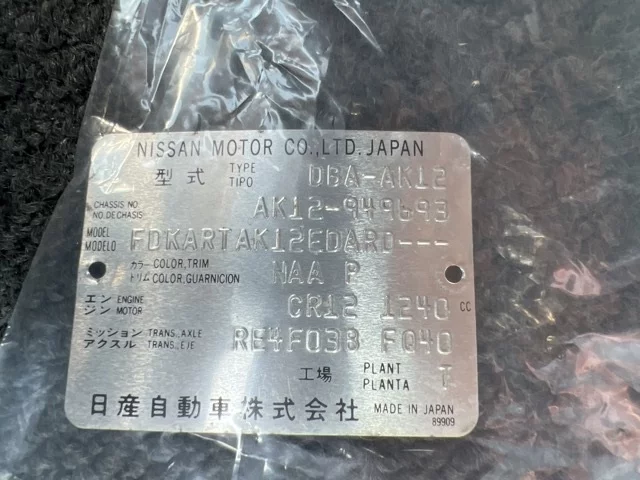 NISSAN MOTOR CO.,LTD. JAPAN
型式 TYPE TIPO DBA-AK12
CHASSIS NO NO.DECHASIS AK12-949693
MODEL MODELO FDKARTAK12EDARD---
カラー COLOR,TRIM トリム COLOR,GUARNICION NAA P
エンジン ENGINE MOTOR CR12 1240 CC
ミッション TRANS.,AXLE アクスル TRANS.,EJE RE4F03B FQ40
工場 PLANT PLANTA T
日産自動車株式会社 MADE IN JAPAN
89909